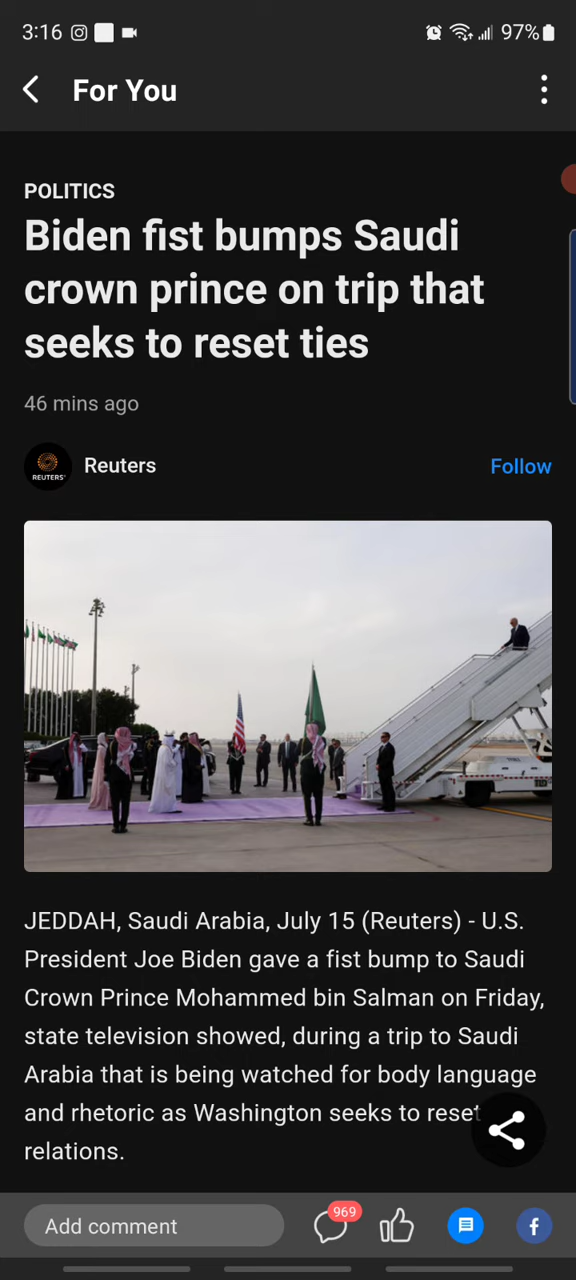 3:16
97%
For You
POLITICS
Biden fist bumps Saudi
crown prince on trip that
seeks to reset ties
46 mins ago
REUTERS
Reuters
Follow
JEDDAH, Saudi Arabia, July 15 (Reuters) - U.S.
President Joe Biden gave a fist bump to Saudi
Crown Prince Mohammed bin Salman on Friday,
state television showed, during a trip to Saudi
Arabia that is being watched for body language
and rhetoric as Washington seeks to reset
relations.
Add comment
969